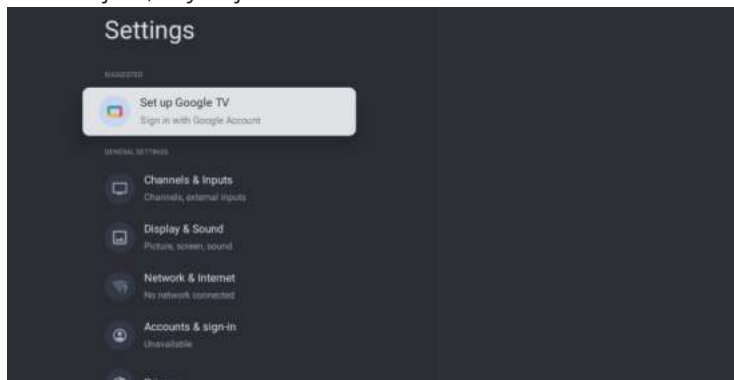 Settings
SUGGESTED
Set up Google TV
Sign in with Google Account
GENERAL SETTINGS
Channels & Inputs
Channels, external inputs
Display & Sound
Picture, screen, sound
Network & Internet
No network connected
Accounts & sign-in
Unavailable